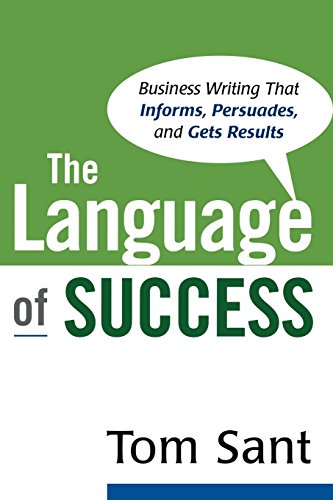 Business Writing That
Informs, Persuades,
and Gets Results
The
Language
of SUCCESS
Tom Sant